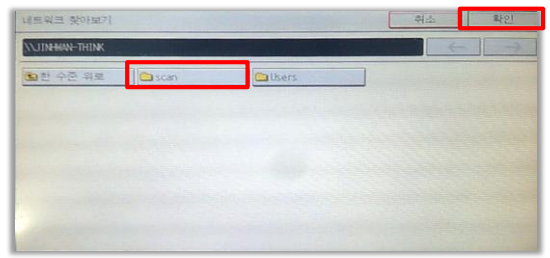 네트워크 찾아보기
취소
확인
\\JINHWAN-THINK
한 수준 위로
scan
Users